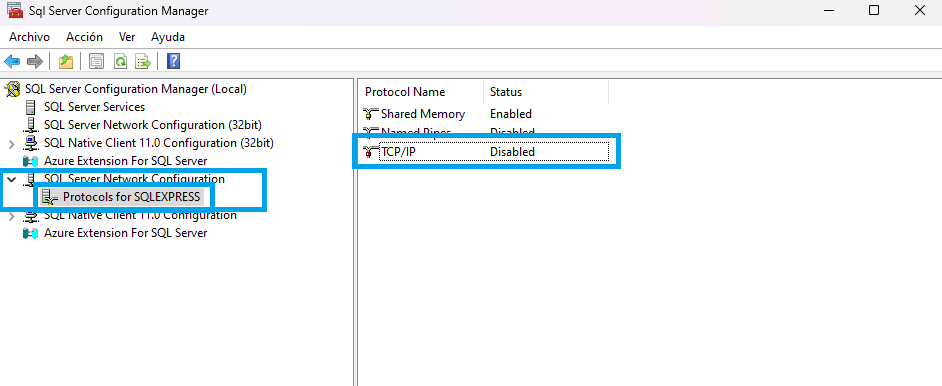 Sql Server Configuration Manager
Archivo Acción Ver Ayuda
SQL Server Configuration Manager (Local)
SQL Server Services
SQL Server Network Configuration (32bit)
SQL Native Client 11.0 Configuration (32bit)
Azure Extension For SQL Server
SQL Server Network Configuration
Protocols for SQLEXPRESS
SQL Native Client 11.0 Configuration
Azure Extension For SQL Server
Protocol Name Status
Shared Memory Enabled
Named Pipes Disabled
TCP/IP Disabled